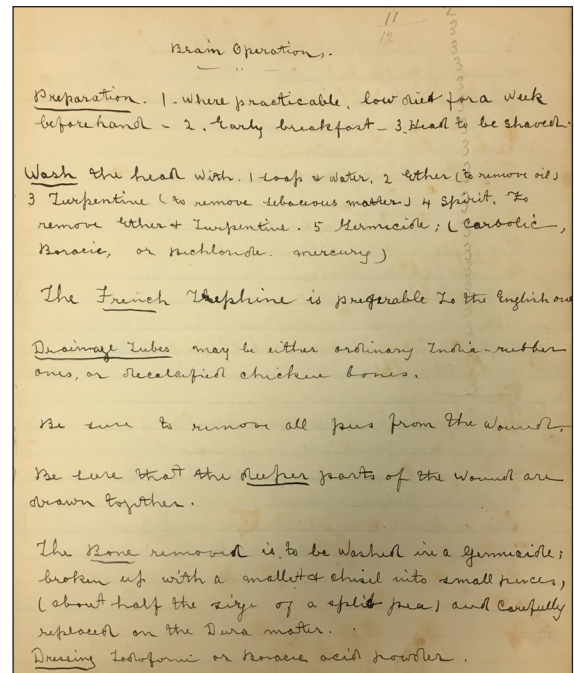 11
12
2
3
3
3
3
Brain Operations.
Preparation. 1. Where practicable, low diet for a week
beforehand - 2. Early breakfast - 3. Head to be shaved.
Wash the head with. 1 soap & water. 2 Ether (to remove oil)
3 Turpentine (to remove sebaceous matter) 4 Spirit. To
remove Ether & Turpentine. 5 Germicide; (Carbolic,
Boracic, or Bichloride. mercury)
The French Trephine is preferable to the English one
Drainage Tubes may be either ordinary India-rubber
ones, or decalcified chicken bones.
Be sure to remove all pus from the wound.
Be sure that the deeper parts of the wound are
drawn together.
The Bone removed is to be washed in a Germicide;
broken up with a mallet & chisel into small pieces,
(about half the size of a split pea) and carefully
replaced on the Dura matter.
Dressing Iodoform or Boracic acid powder.